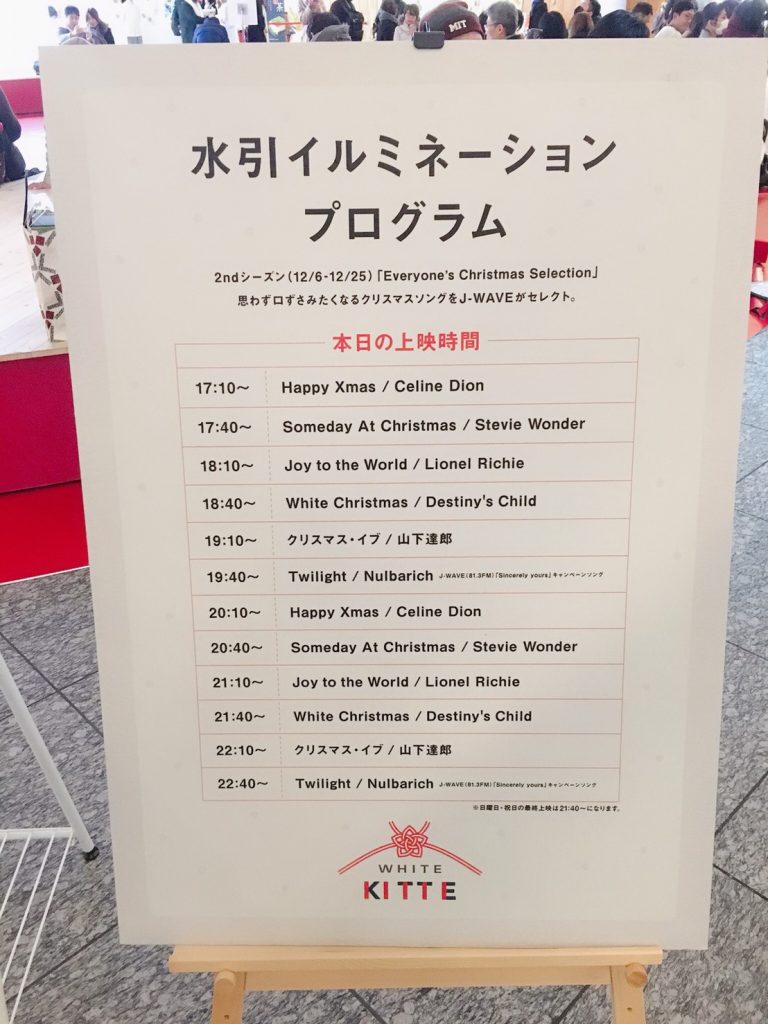 MIT
水引イルミネーション
プログラム
2ndシーズン(12/6-12/25)「Everyone's Christmas Selection」
思わず口ずさみたくなるクリスマスソングをJ-WAVEがセレクト。
本日の上映時間
17:10〜 Happy Xmas / Celine Dion
17:40〜 Someday At Christmas / Stevie Wonder
18:10〜 Joy to the World / Lionel Richie
18:40〜 White Christmas / Destiny's Child
19:10〜 クリスマス・イブ / 山下達郎
19:40〜 Twilight / Nulbarich J-WAVE(81.3FM)「Sincerely yours」キャンペーンソング
20:10〜 Happy Xmas / Celine Dion
20:40〜 Someday At Christmas / Stevie Wonder
21:10〜 Joy to the World / Lionel Richie
21:40〜 White Christmas / Destiny's Child
22:10〜 クリスマス・イブ / 山下達郎
22:40〜 Twilight / Nulbarich J-WAVE(81.3FM)「Sincerely yours」キャンペーンソング
※日曜日・祝日の最終上映は21:40〜になります。
WHITE
KITTE